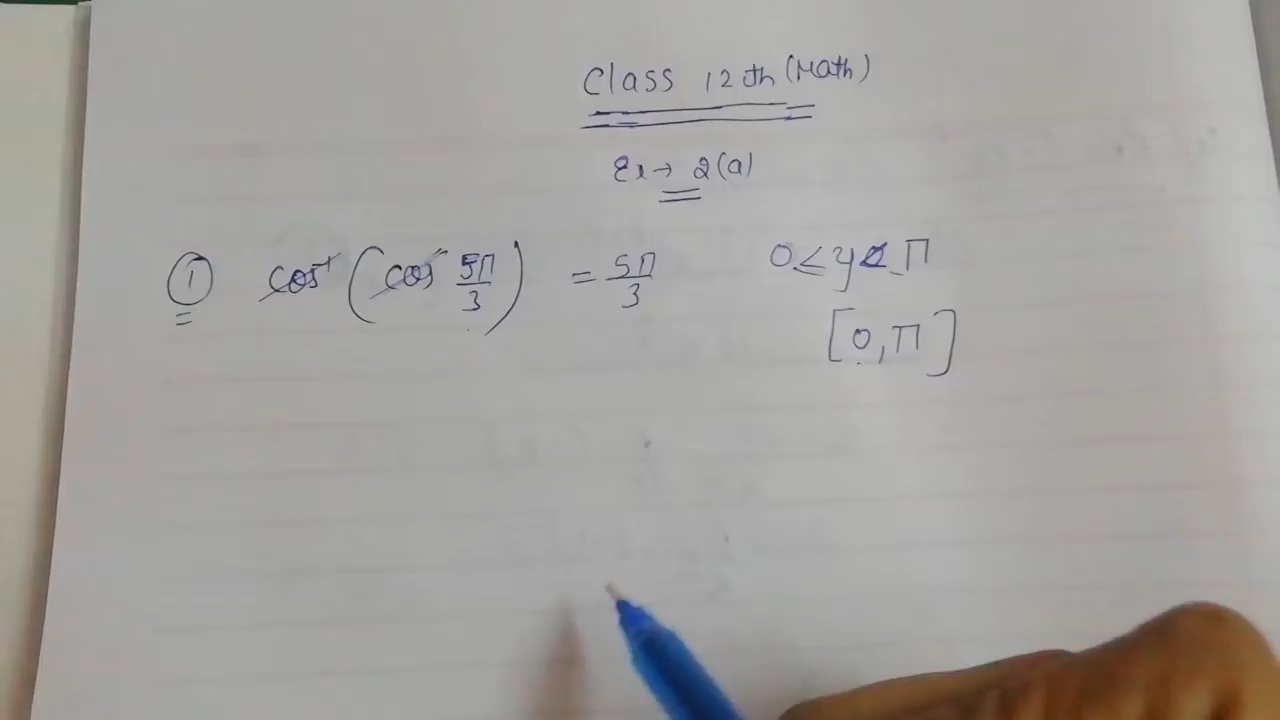 Class 12th (Math)
Ex → 2(a)
① cos⁻¹ (cos 5π/3) = 5π/3 0 ≤ y ≤ π
[0, π]